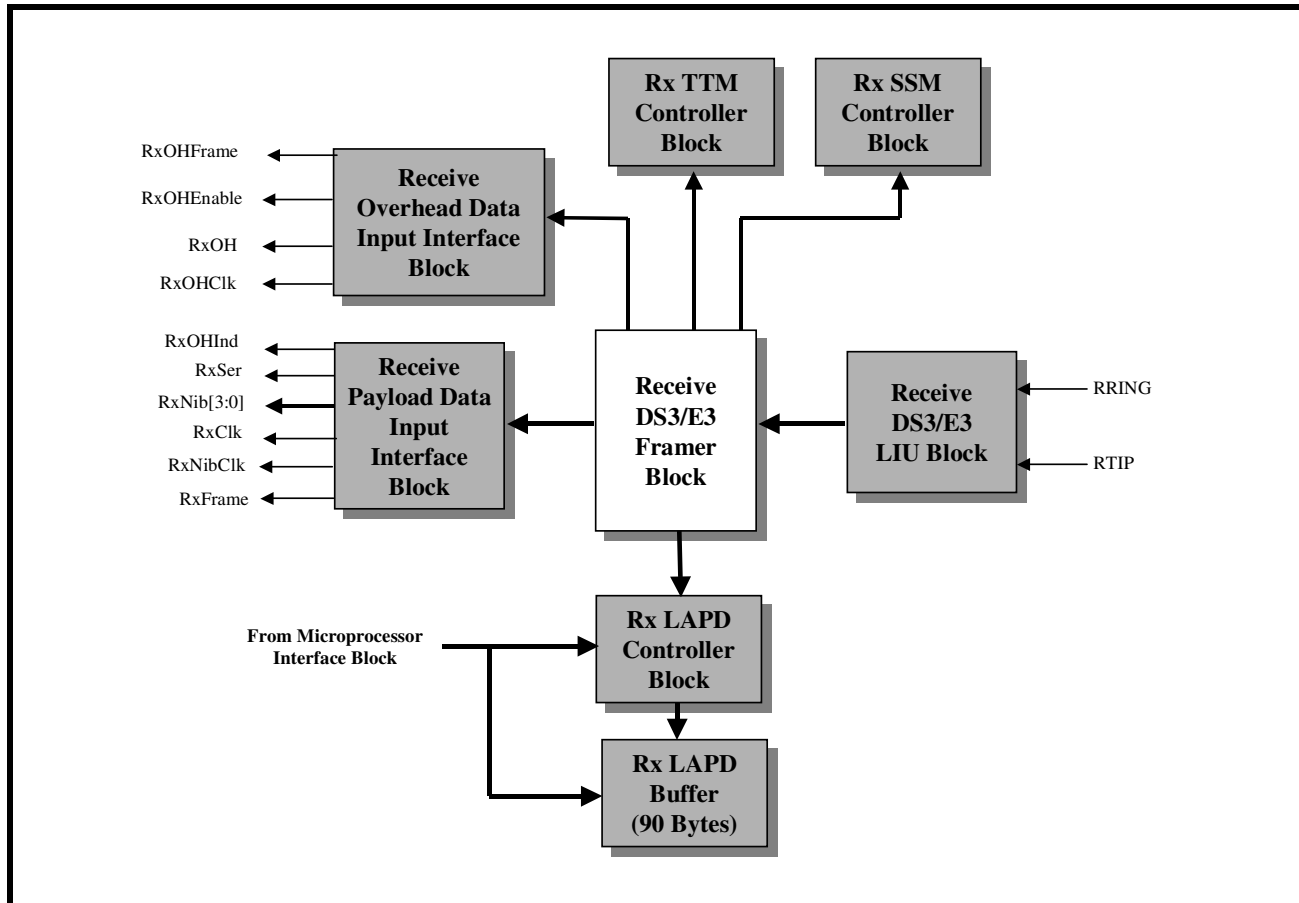 Rx TTM
Controller
Block
Rx SSM
Controller
Block
RxOHFrame
RxOHEnable
RxOH
RxOHClk
Receive
Overhead Data
Input Interface
Block
RxOHInd
RxSer
RxNib[3:0]
RxClk
RxNibClk
RxFrame
Receive
Payload Data
Input
Interface
Block
Receive
DS3/E3
Framer
Block
Receive
DS3/E3
LIU Block
RRING
RTIP
From Microprocessor
Interface Block
Rx LAPD
Controller
Block
Rx LAPD
Buffer
(90 Bytes)